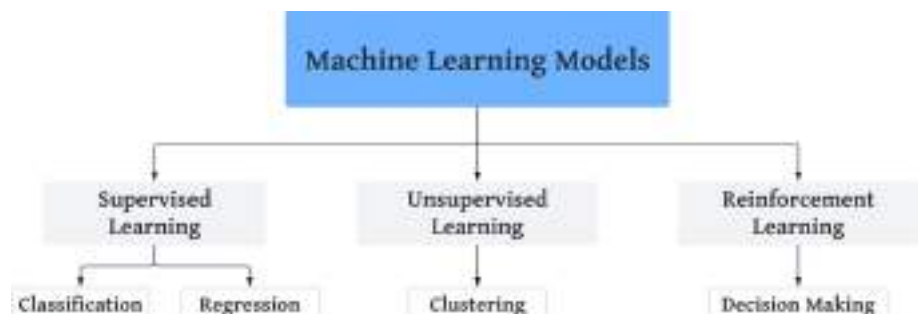 Machine Learning Models
Supervised
Learning
Unsupervised
Learning
Reinforcement
Learning
Classification
Regression
Clustering
Decision Making